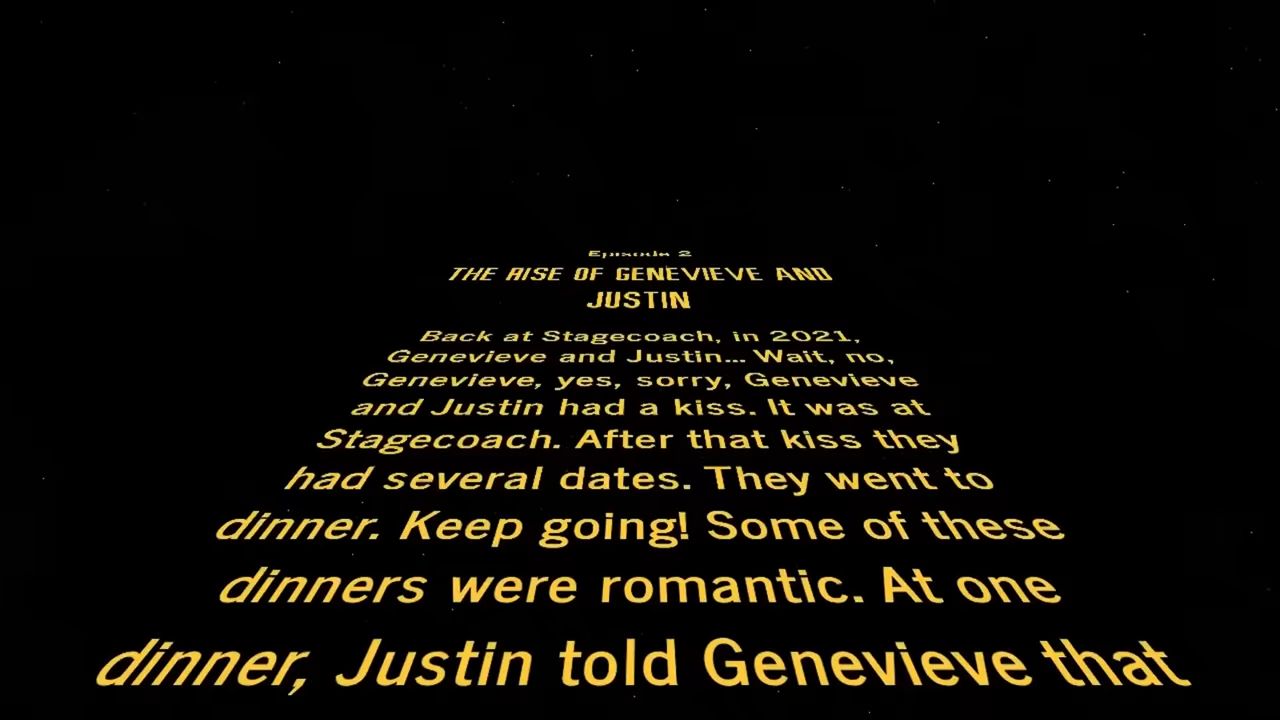 Episode 2
THE RISE OF GENEVIEVE AND
JUSTIN
Back at Stagecoach, in 2021,
Genevieve and Justin... Wait, no,
Genevieve, yes, sorry, Genevieve
and Justin had a kiss. It was at
Stagecoach. After that kiss they
had several dates. They went to
dinner. Keep going! Some of these
dinners were romantic. At one
dinner, Justin told Genevieve that